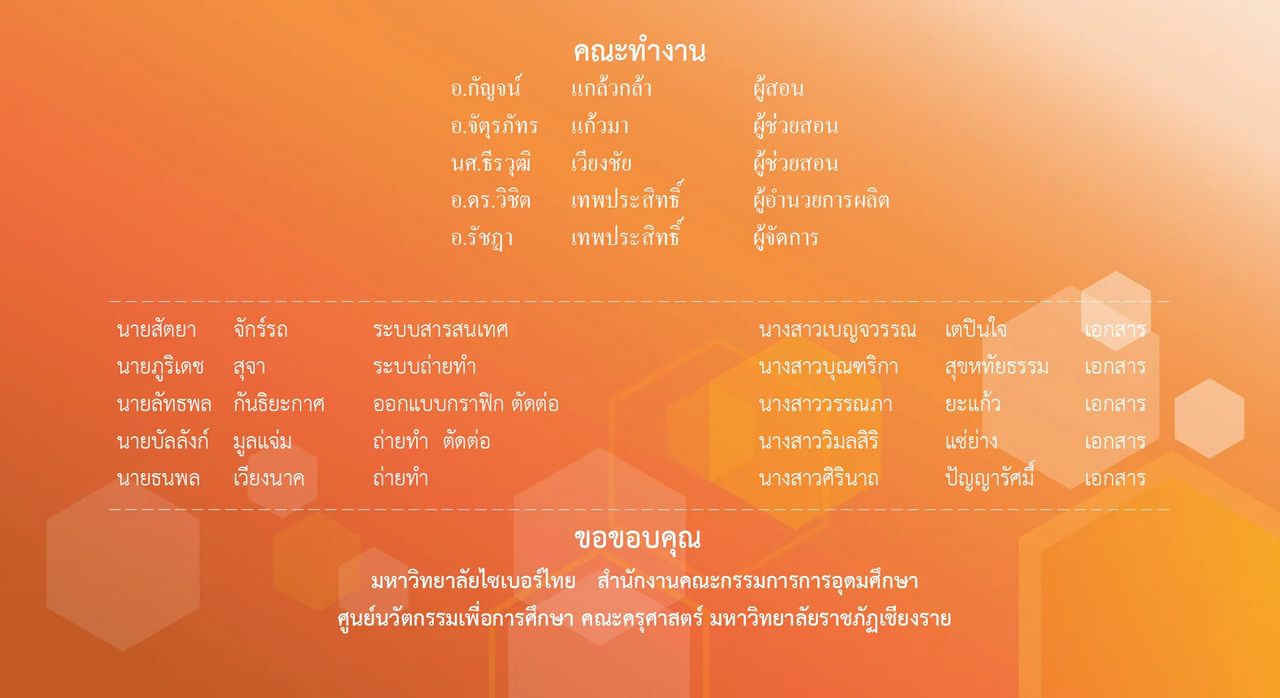 คณะทำงาน
อ.กัญจน์ แกล้วกล้า ผู้สอน
อ.จัตุรภัทร แก้วมา ผู้ช่วยสอน
นศ.ธีรวุฒิ เวียงชัย ผู้ช่วยสอน
อ.ดร.วิชิต เทพประสิทธิ์ ผู้อำนวยการผลิต
อ.รัชฎา เทพประสิทธิ์ ผู้จัดการ
นายสัตยา จักร์รถ ระบบสารสนเทศ นางสาวเบญจวรรณ เตปินใจ เอกสาร
นายภูริเดช สุจา ระบบถ่ายทำ นางสาวบุณฑริกา สุขหทัยธรรม เอกสาร
นายลัทธพล กันธิยะกาศ ออกแบบกราฟิก ตัดต่อ นางสาววรรณภา ยะแก้ว เอกสาร
นายบัลลังก์ มูลแจ่ม ถ่ายทำ ตัดต่อ นางสาววิมลสิริ แซ่ย่าง เอกสาร
นายธนพล เวียงนาค ถ่ายทำ นางสาวศิรินาถ ปัญญารัศมี์ เอกสาร
ขอขอบคุณ
มหาวิทยาลัยไซเบอร์ไทย สำนักงานคณะกรรมการการอุดมศึกษา
ศูนย์นวัตกรรมเพื่อการศึกษา คณะครุศาสตร์ มหาวิทยาลัยราชภัฏเชียงราย